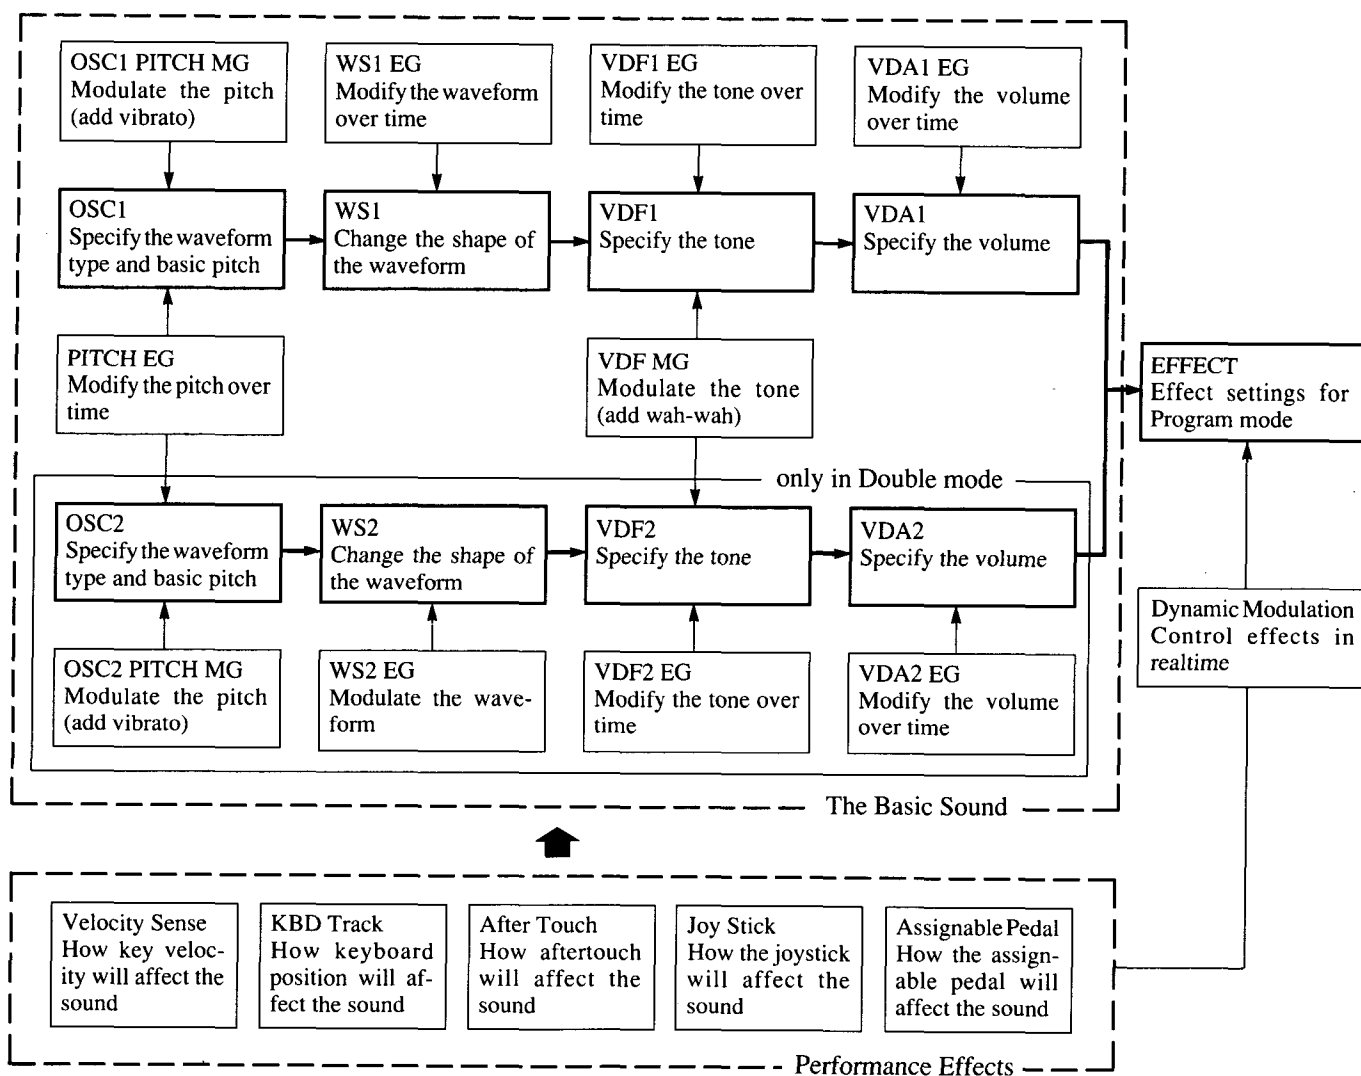 OSC1 PITCH MG
Modulate the pitch
(add vibrato)
WS1 EG
Modify the waveform
over time
VDF1 EG
Modify the tone over
time
VDA1 EG
Modify the volume
over time
OSC1
Specify the waveform
type and basic pitch
WS1
Change the shape of
the waveform
VDF1
Specify the tone
VDA1
Specify the volume
PITCH EG
Modify the pitch over
time
VDF MG
Modulate the tone
(add wah-wah)
EFFECT
Effect settings for
Program mode
only in Double mode
OSC2
Specify the waveform
type and basic pitch
WS2
Change the shape of
the waveform
VDF2
Specify the tone
VDA2
Specify the volume
Dynamic Modulation
Control effects in
realtime
OSC2 PITCH MG
Modulate the pitch
(add vibrato)
WS2 EG
Modulate the wave-
form
VDF2 EG
Modify the tone over
time
VDA2 EG
Modify the volume
over time
The Basic Sound
Velocity Sense
How key veloc-
ity will affect the
sound
KBD Track
How keyboard
position will af-
fect the sound
After Touch
How aftertouch
will affect the
sound
Joy Stick
How the joystick
will affect the
sound
Assignable Pedal
How the assign-
able pedal will
affect the sound
Performance Effects